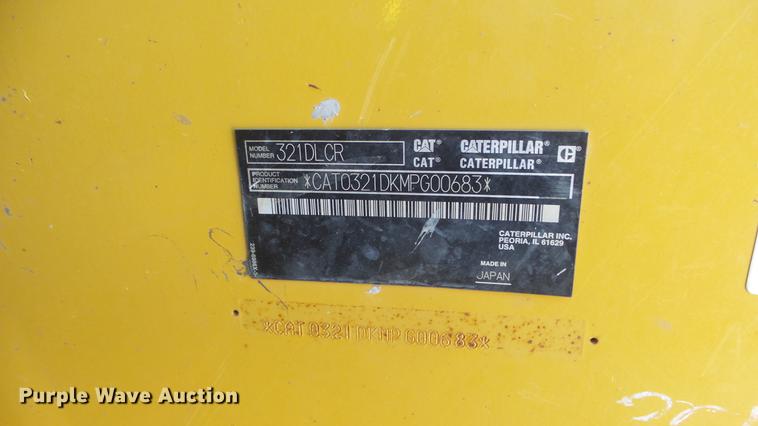 MODEL NUMBER 321DLCR
CAT CATERPILLAR
CAT® CATERPILLAR®
PRODUCT IDENTIFICATION NUMBER *CAT0321DKMPG00683*
CATERPILLAR INC.
PEORIA, IL 61629
USA
MADE IN
JAPAN
*CAT0321DKMPG00683*
Purple Wave Auction